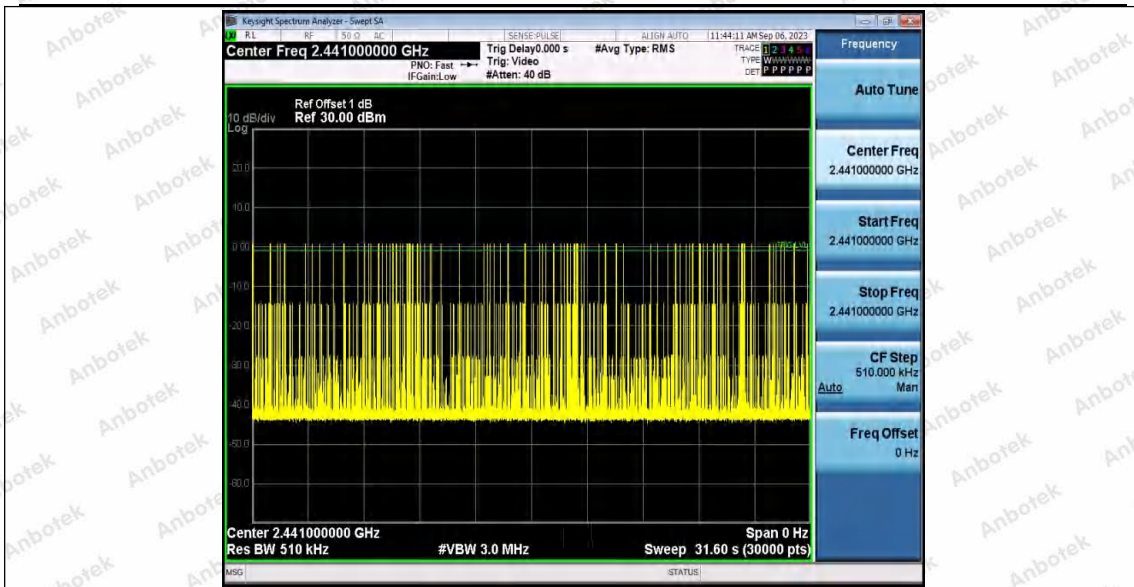 Keysight Spectrum Analyzer - Swept SA
RL RF 50 Ω AC SENSE:PULSE ALIGN AUTO 11:44:11 AM Sep 06, 2023
Center Freq 2.441000000 GHz
PNO: Fast
IFGain:Low
Trig Delay0.000 s
Trig: Video
#Atten: 40 dB
#Avg Type: RMS
TRACE 1 2 3 4 5 6
TYPE W
DET P P P P P P
Ref Offset 1 dB
10 dB/div Ref 30.00 dBm
Log
20.0
10.0
0.00
-10.0
-20.0
-30.0
-40.0
-50.0
-60.0
Center 2.441000000 GHz Span 0 Hz
Res BW 510 kHz #VBW 3.0 MHz Sweep 31.60 s (30000 pts)
MSG STATUS
Frequency
Auto Tune
Center Freq
2.441000000 GHz
Start Freq
2.441000000 GHz
Stop Freq
2.441000000 GHz
CF Step
510.000 kHz
Auto Man
Freq Offset
0 Hz
Anbotek